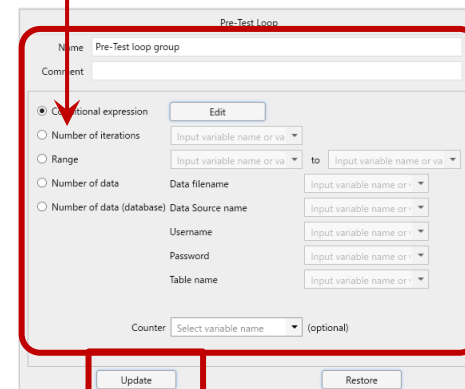 Pre-Test Loop
Name Pre-Test loop group
Comment
Conditional expression Edit
Number of iterations Input variable name or va
Range Input variable name or va to Input variable name or va
Number of data Data filename Input variable name or
Number of data (database) Data Source name Input variable name or
Username Input variable name or
Password Input variable name or
Table name Input variable name or
Counter Select variable name (optional)
Update Restore